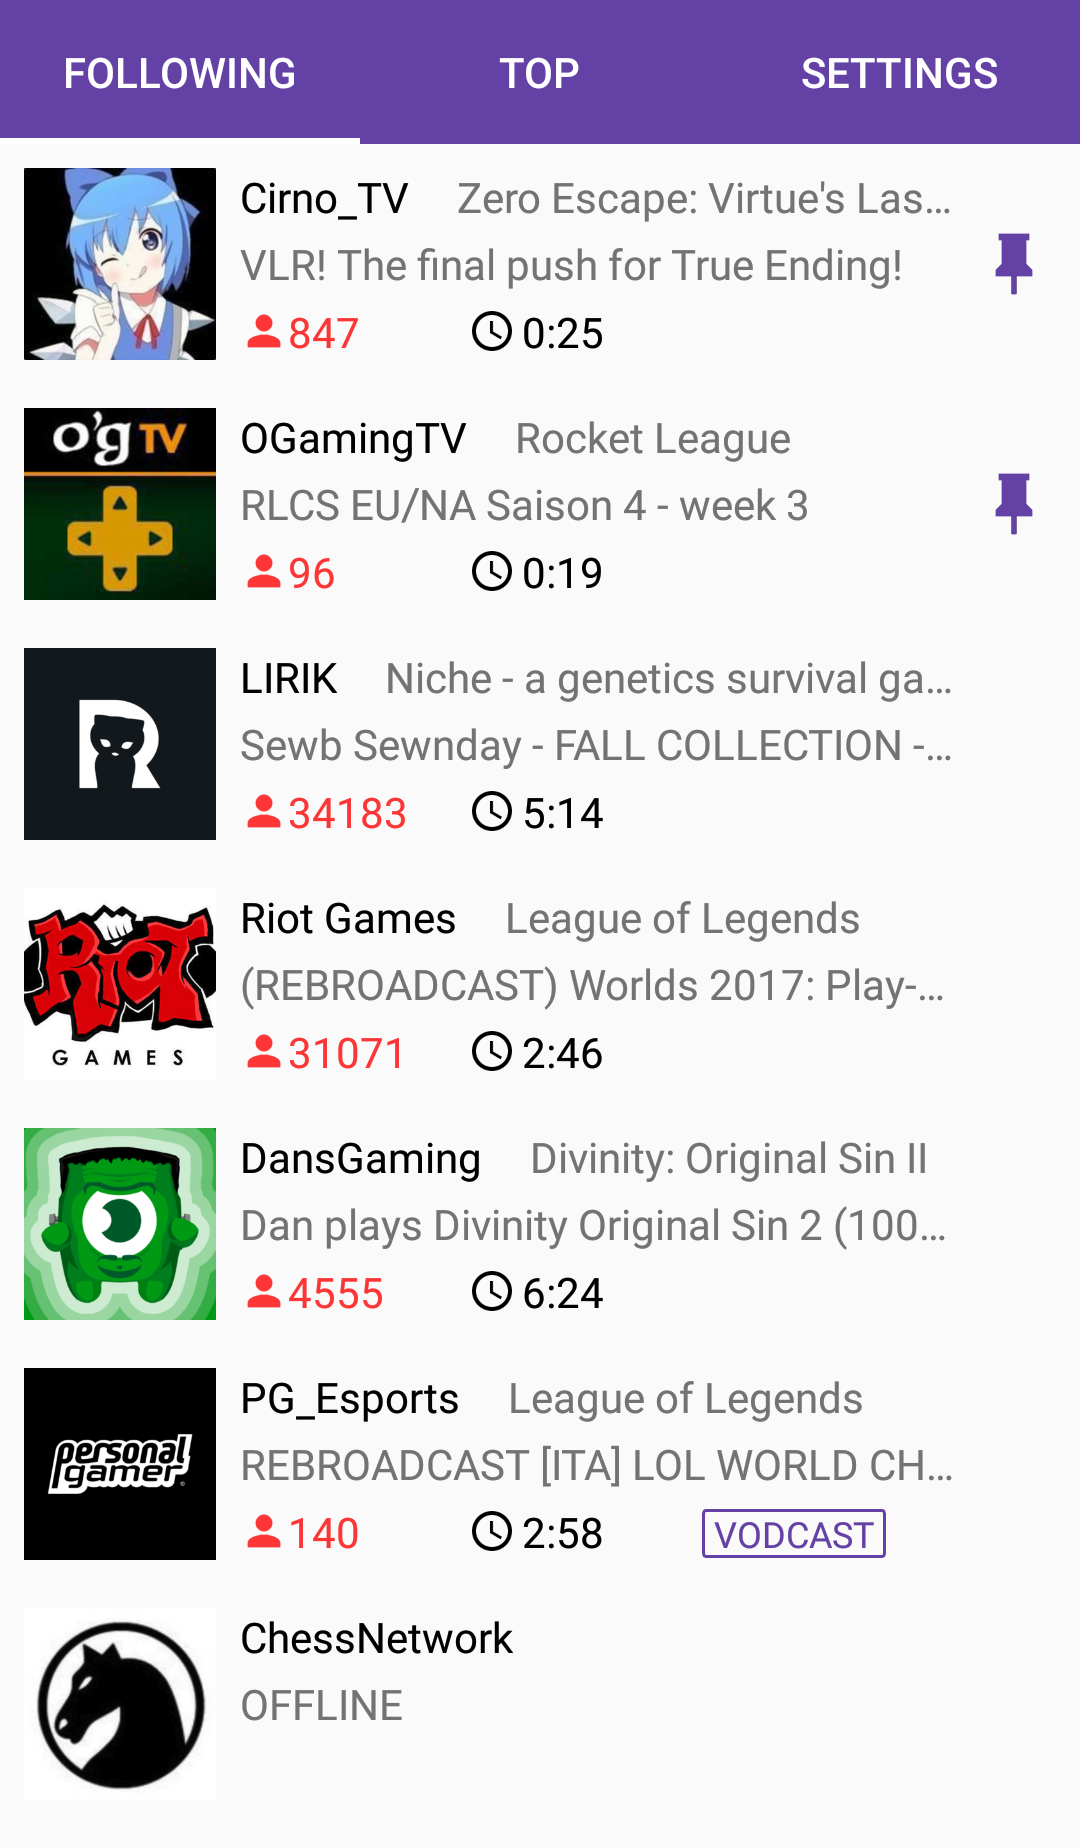 FOLLOWING TOP SETTINGS
Cirno_TV Zero Escape: Virtue's Las...
VLR! The final push for True Ending!
847 0:25
o'g TV
OGamingTV Rocket League
RLCS EU/NA Saison 4 - week 3
96 0:19
R
LIRIK Niche - a genetics survival ga...
Sewb Sewnday - FALL COLLECTION -...
34183 5:14
RIOT
GAMES
Riot Games League of Legends
(REBROADCAST) Worlds 2017: Play-...
31071 2:46
DansGaming Divinity: Original Sin II
Dan plays Divinity Original Sin 2 (100...
4555 6:24
personal
gamer
PG_Esports League of Legends
REBROADCAST [ITA] LOL WORLD CH...
140 2:58 VODCAST
ChessNetwork
OFFLINE